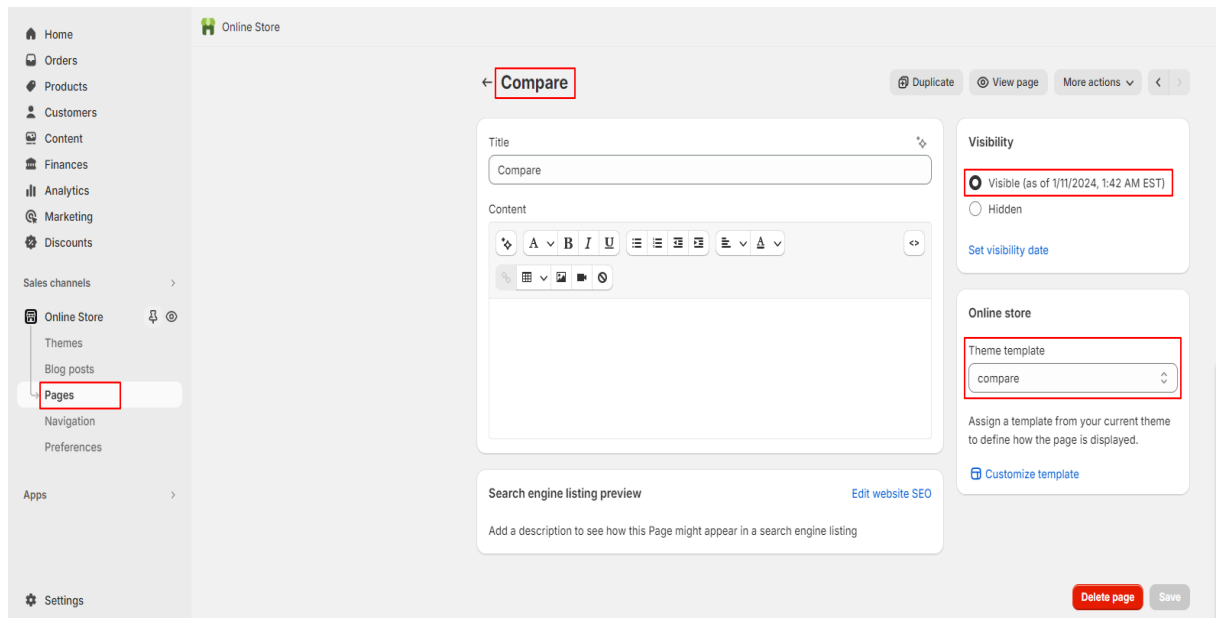 Home
Orders
Products
Customers
Content
Finances
Analytics
Marketing
Discounts
Sales channels
Online Store
Themes
Blog posts
Pages
Navigation
Preferences
Apps
Settings
Online Store
Compare
Duplicate
View page
More actions
Title
Compare
Content
A B I U A
<>
Search engine listing preview
Edit website SEO
Add a description to see how this Page might appear in a search engine listing
Visibility
Visible (as of 1/11/2024, 1:42 AM EST)
Hidden
Set visibility date
Online store
Theme template
compare
Assign a template from your current theme
to define how the page is displayed.
Customize template
Delete page
Save